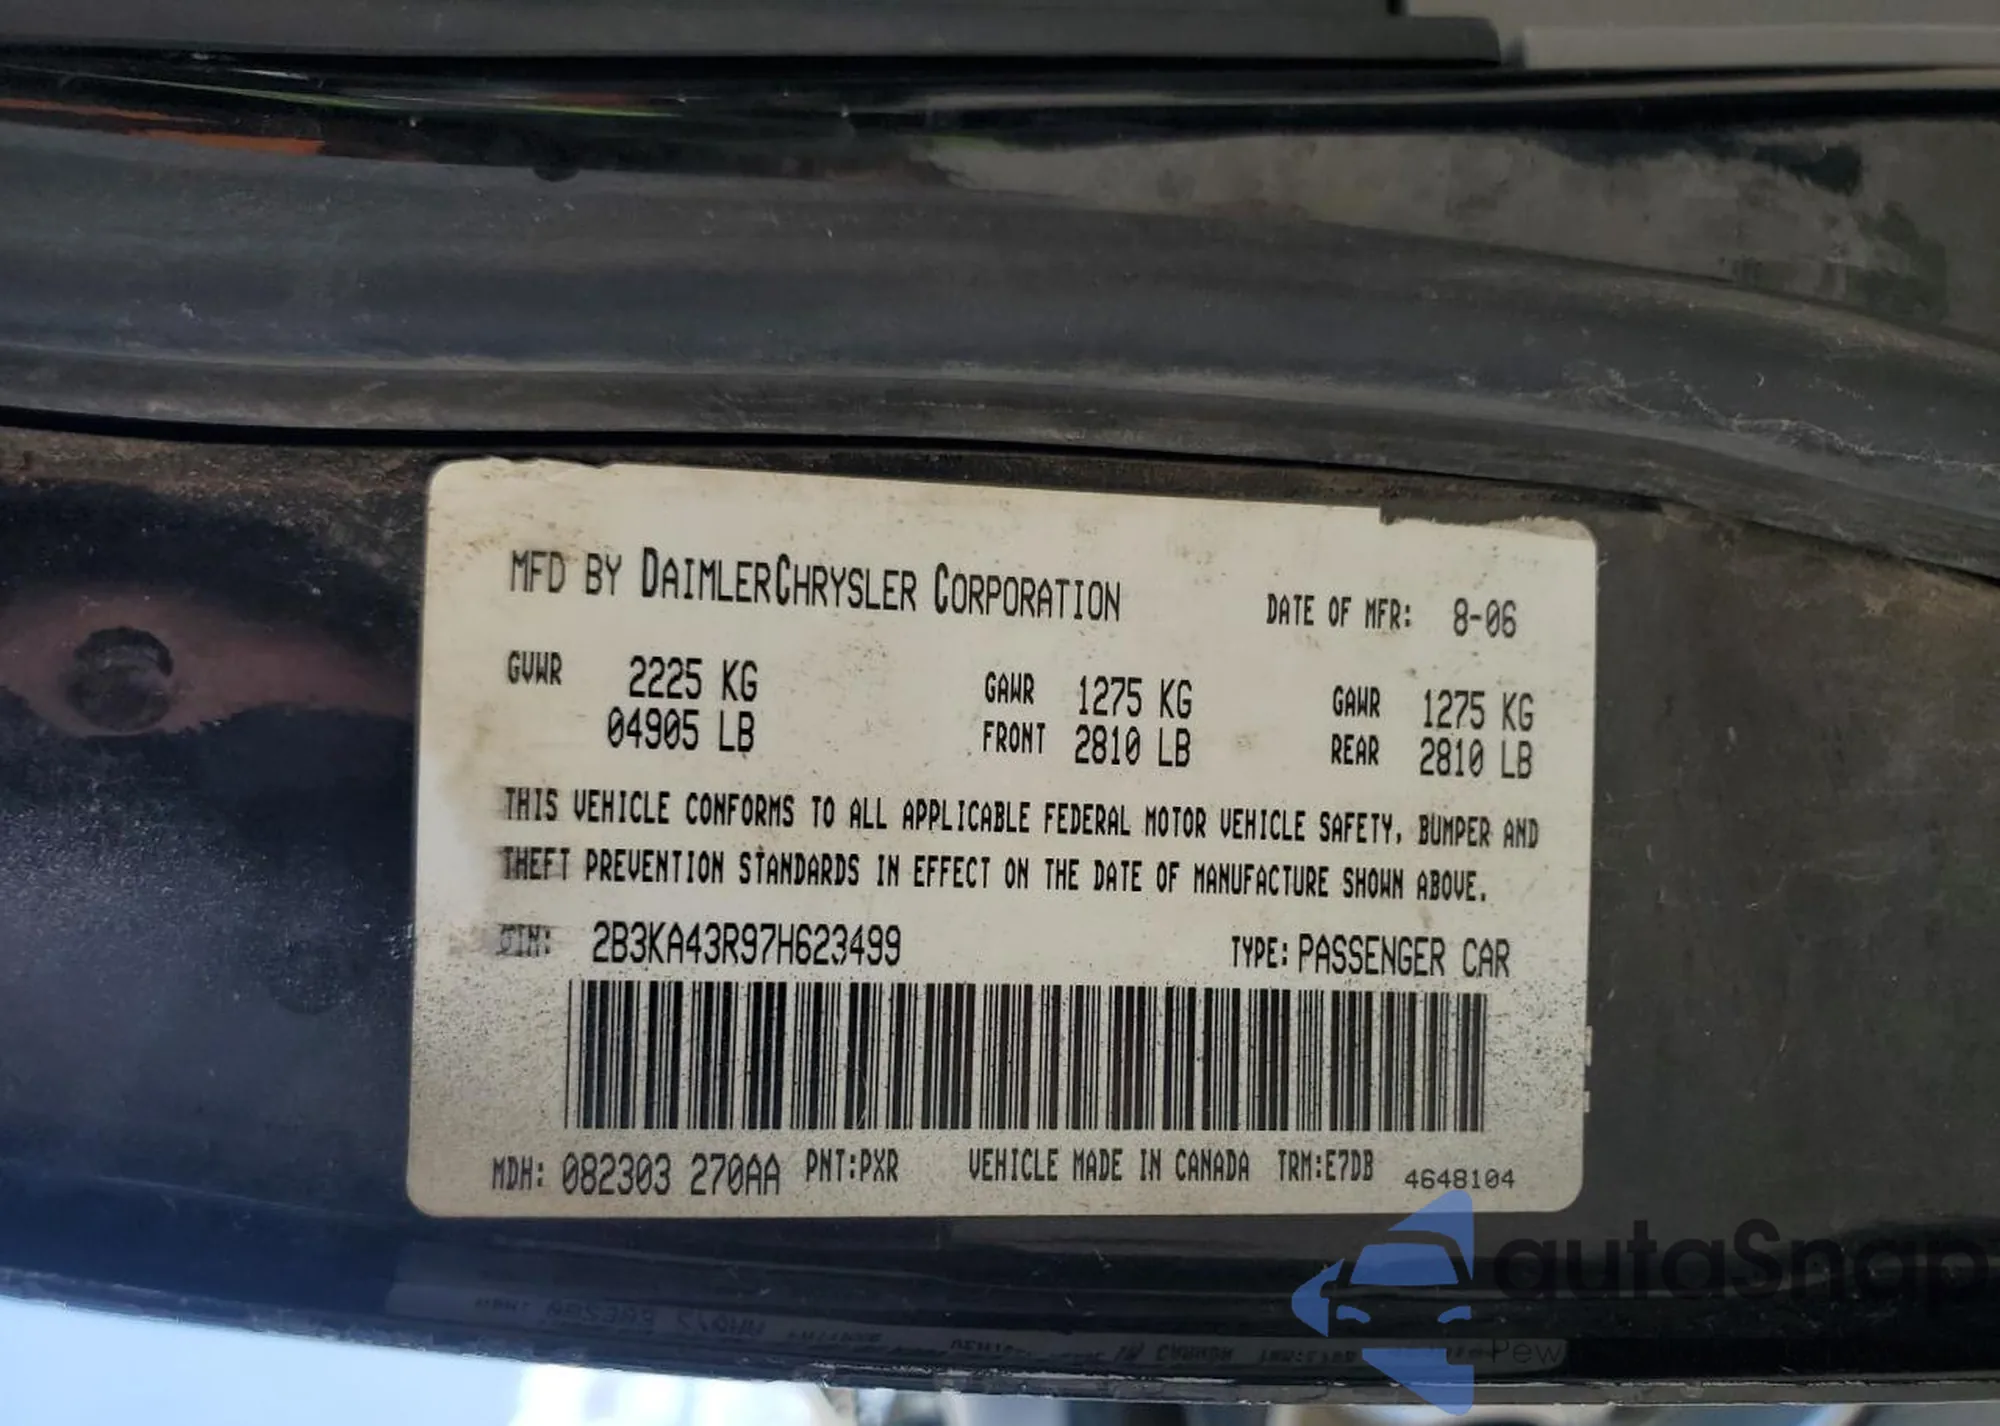 MFD BY DAIMLERCHRYSLER CORPORATION DATE OF MFR: 8-06
GVWR 2225 KG GAWR 1275 KG GAWR 1275 KG
04905 LB FRONT 2810 LB REAR 2810 LB
THIS VEHICLE CONFORMS TO ALL APPLICABLE FEDERAL MOTOR VEHICLE SAFETY, BUMPER AND
THEFT PREVENTION STANDARDS IN EFFECT ON THE DATE OF MANUFACTURE SHOWN ABOVE.
VIN: 2B3KA43R97H623499 TYPE: PASSENGER CAR
MDH: 082303 270AA PNT:PXR VEHICLE MADE IN CANADA TRM:E7DB 4648104
autaSnap